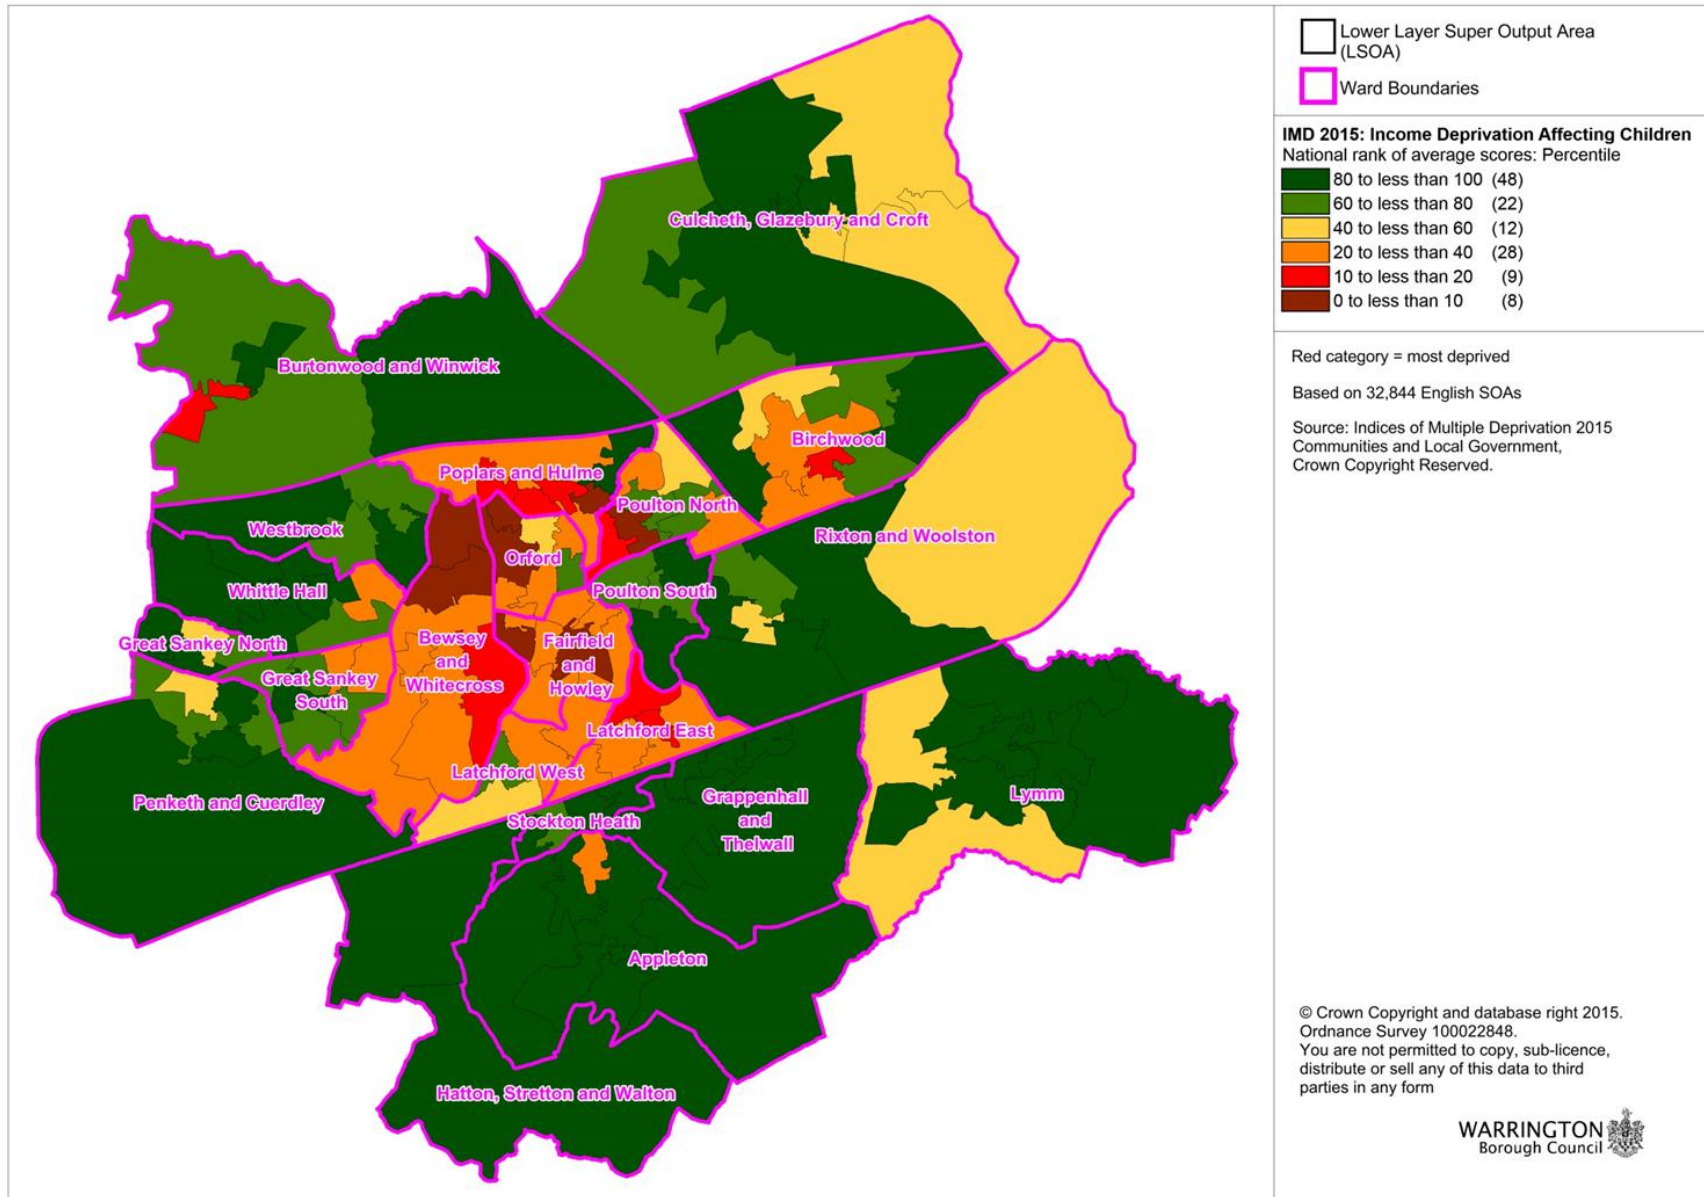 Lower Layer Super Output Area
(LSOA)
Ward Boundaries
IMD 2015: Income Deprivation Affecting Children
National rank of average scores: Percentile
80 to less than 100 (48)
60 to less than 80 (22)
40 to less than 60 (12)
20 to less than 40 (28)
10 to less than 20 (9)
0 to less than 10 (8)
Red category = most deprived
Based on 32,844 English SOAs
Source: Indices of Multiple Deprivation 2015
Communities and Local Government,
Crown Copyright Reserved.
Culcheth, Glazebury and Croft
Burtonwood and Winwick
Birchwood
Poplars and Hulme
Poulton North
Westbrook
Rixton and Woolston
Orford
Whittle Hall
Poulton South
Great Sankey North
Bewsey
and
Whitecross
Fairfield
and
Howley
Great Sankey
South
Latchford East
Latchford West
Penketh and Cuerdley
Grappenhall
and
Thelwall
Lymm
Stockton Heath
Appleton
Hatton, Stretton and Walton
© Crown Copyright and database right 2015.
Ordnance Survey 100022848.
You are not permitted to copy, sub-licence,
distribute or sell any of this data to third
parties in any form
WARRINGTON
Borough Council